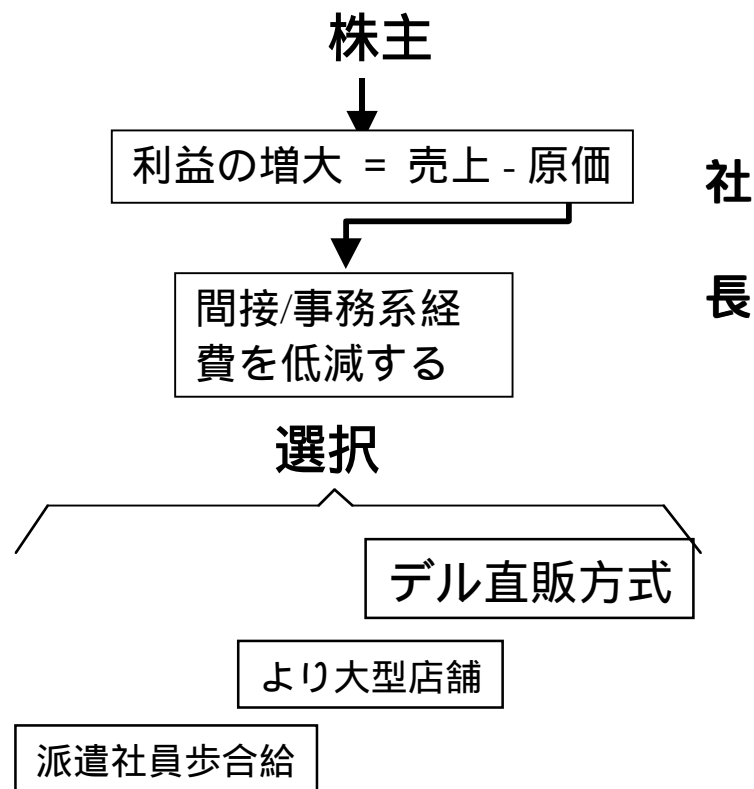 株主
利益の増大 = 売上 - 原価
社
長
間接/事務系経
費を低減する
選択
デル直販方式
より大型店舗
派遣社員歩合給